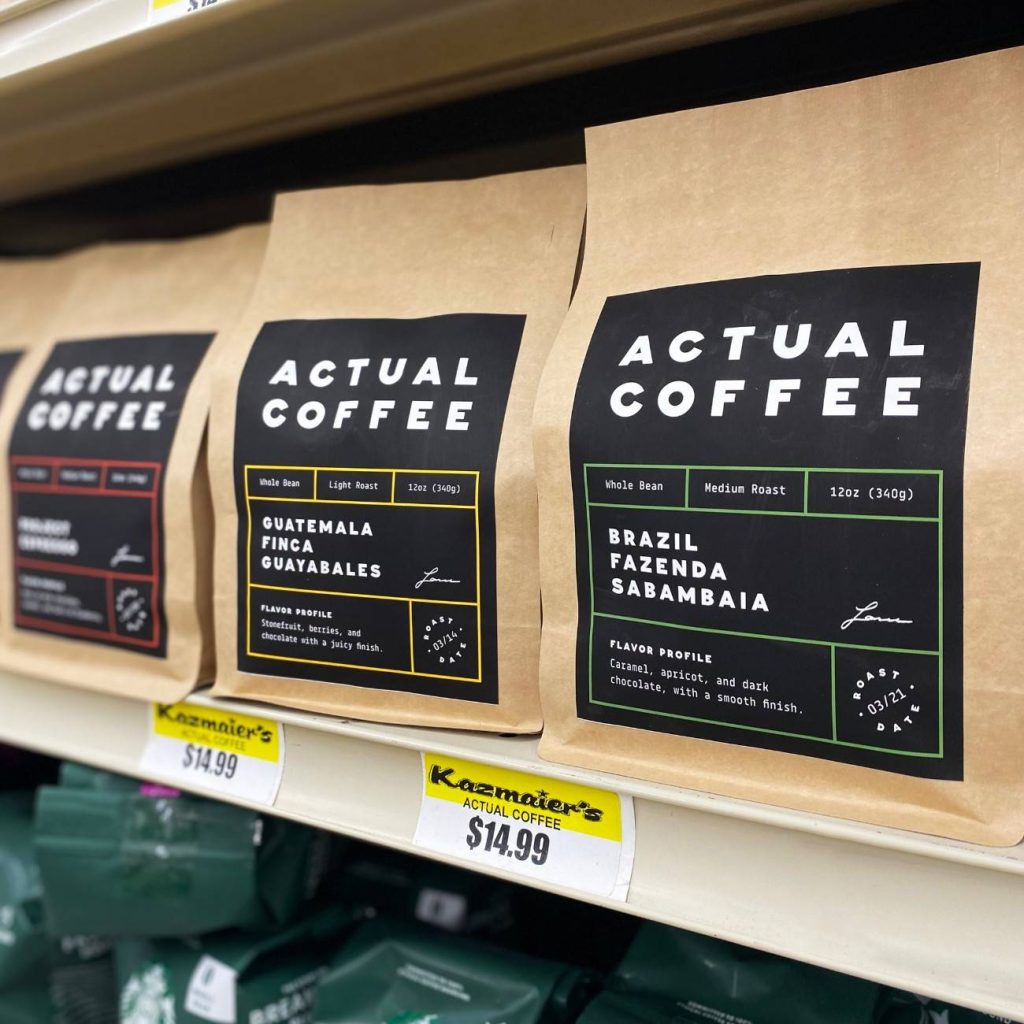 ACTUAL
COFFEE
Whole Bean
Medium Roast
12oz (340g)
BRAZIL
FAZENDA
SABAMBAIA
FLAVOR PROFILE
Caramel, apricot, and dark
chocolate, with a smooth finish.
ROAST
03/21
DATE
ACTUAL
COFFEE
Whole Bean
Light Roast
12oz (340g)
GUATEMALA
FINCA
GUAYABALES
FLAVOR PROFILE
Stonefruit, berries, and
chocolate with a juicy finish.
ROAST
03/14
DATE
ACTUAL
COFFEE
PROJECT
ESPRESSO
Kazmaier's
ACTUAL COFFEE
$14.99
Kazmaier's
ACTUAL COFFEE
$14.99